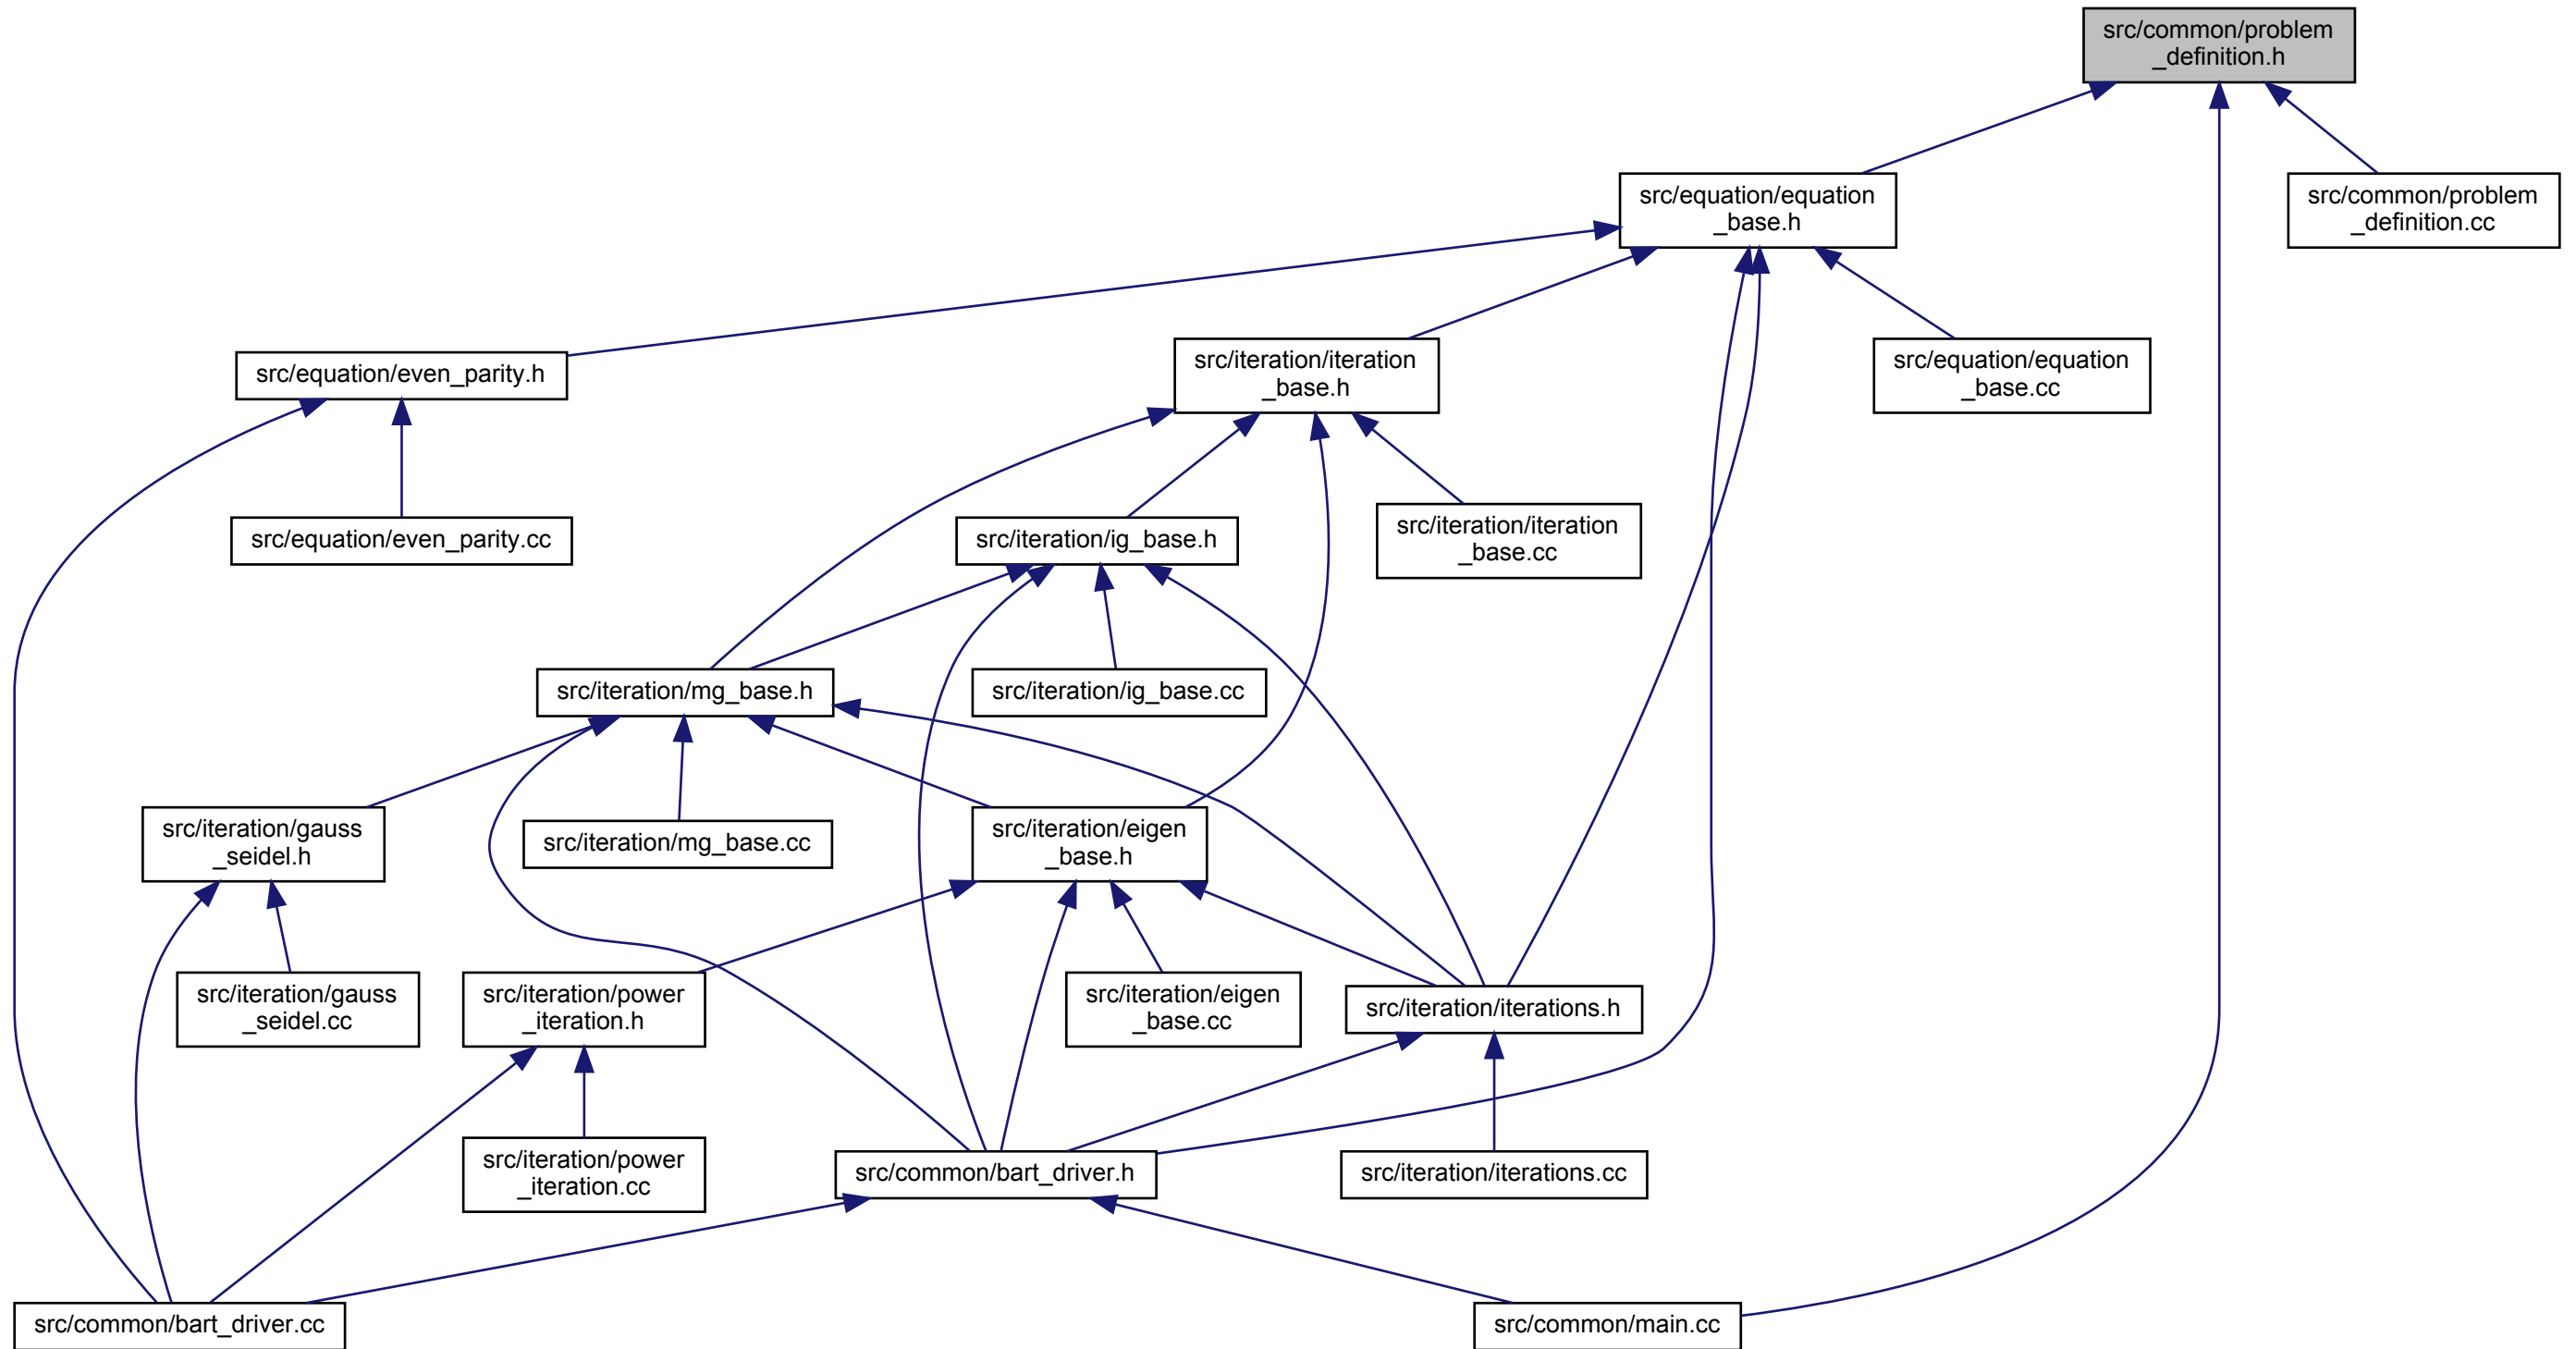 src/common/problem
_definition.h
src/equation/equation
_base.h
src/common/problem
_definition.cc
src/equation/even_parity.h
src/iteration/iteration
_base.h
src/equation/equation
_base.cc
src/equation/even_parity.cc
src/iteration/ig_base.h
src/iteration/iteration
_base.cc
src/iteration/mg_base.h
src/iteration/ig_base.cc
src/iteration/gauss
_seidel.h
src/iteration/mg_base.cc
src/iteration/eigen
_base.h
src/iteration/gauss
_seidel.cc
src/iteration/power
_iteration.h
src/iteration/eigen
_base.cc
src/iteration/iterations.h
src/iteration/power
_iteration.cc
src/common/bart_driver.h
src/iteration/iterations.cc
src/common/bart_driver.cc
src/common/main.cc